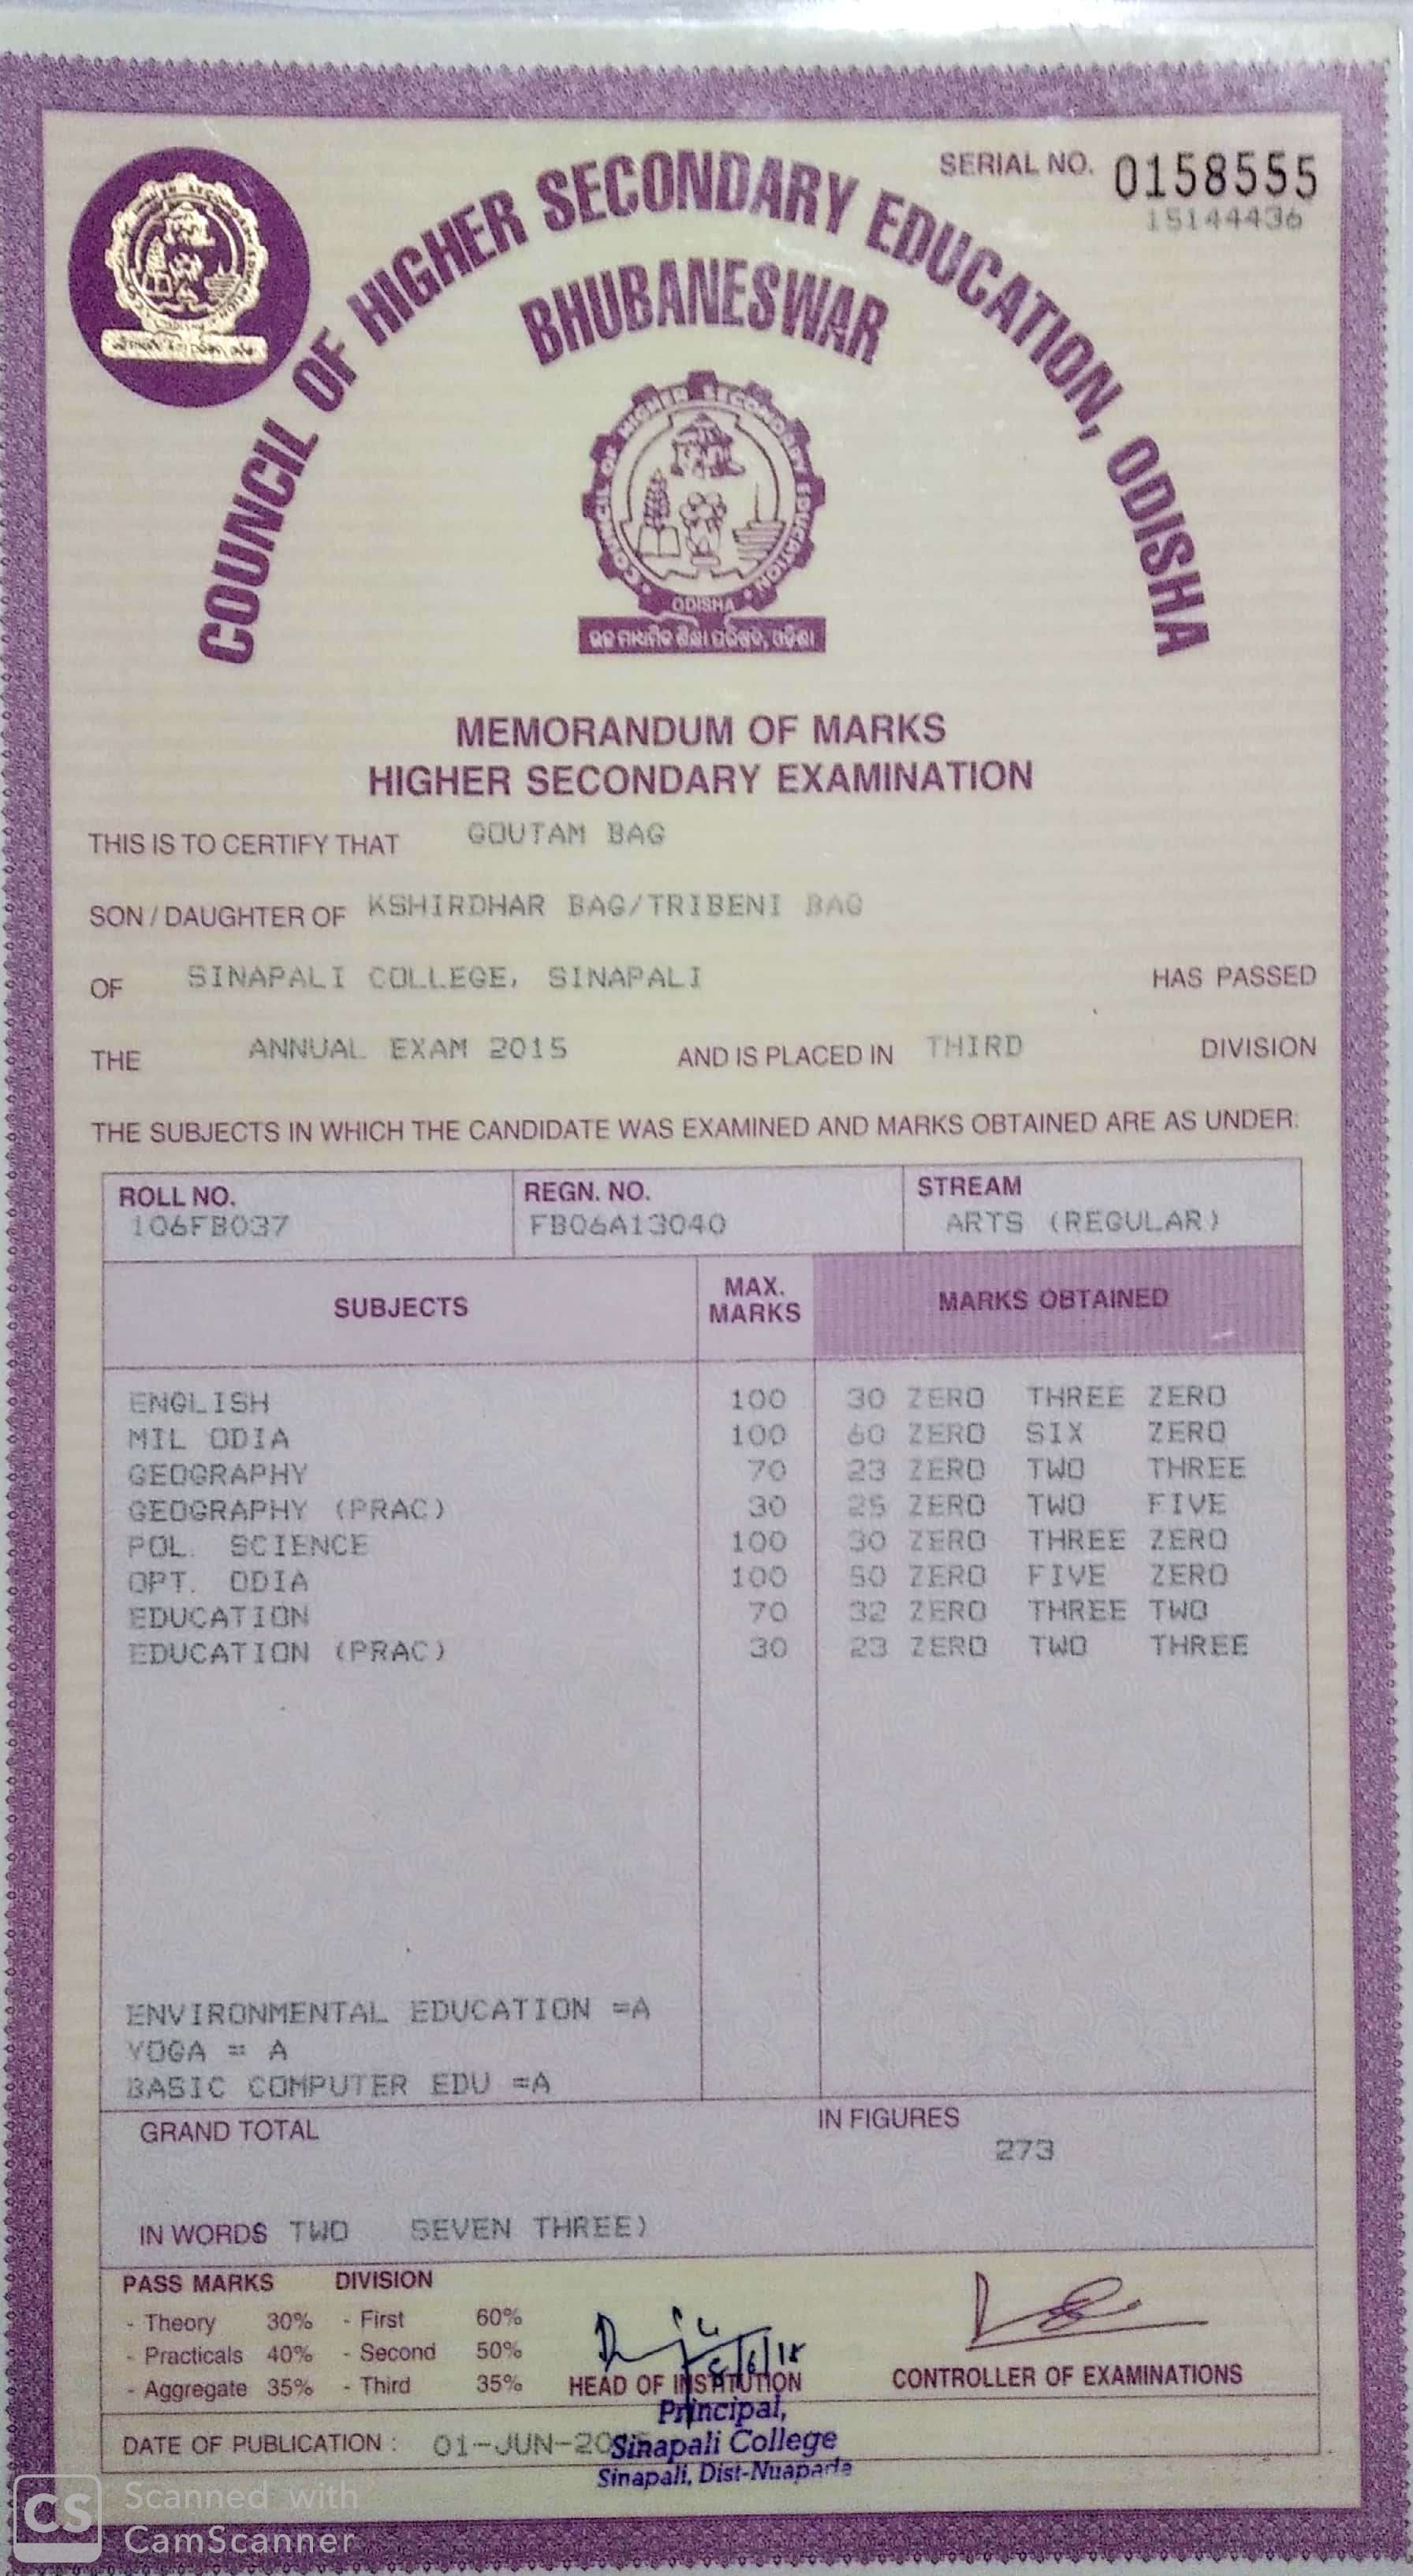 SERIAL NO. 0158555
15144436
COUNCIL OF HIGHER SECONDARY EDUCATION, ODISHA
BHUBANESWAR
COUNCIL OF HIGHER SECONDARY EDUCATION
ODISHA
MEMORANDUM OF MARKS
HIGHER SECONDARY EXAMINATION
THIS IS TO CERTIFY THAT GOUTAM BAG
SON / DAUGHTER OF KSHIRDHAR BAG/TRIBENI BAG
OF SINAPALI COLLEGE, SINAPALI HAS PASSED
THE ANNUAL EXAM 2015 AND IS PLACED IN THIRD DIVISION
THE SUBJECTS IN WHICH THE CANDIDATE WAS EXAMINED AND MARKS OBTAINED ARE AS UNDER:
ROLL NO. REGN. NO. STREAM
106FB037 FB06A13040 ARTS (REGULAR)
SUBJECTS MAX. MARKS MARKS OBTAINED
ENGLISH 100 30 ZERO THREE ZERO
MIL ODIA 100 60 ZERO SIX ZERO
GEOGRAPHY 70 23 ZERO TWO THREE
GEOGRAPHY (PRAC) 30 25 ZERO TWO FIVE
POL. SCIENCE 100 30 ZERO THREE ZERO
OPT. ODIA 100 50 ZERO FIVE ZERO
EDUCATION 70 32 ZERO THREE TWO
EDUCATION (PRAC) 30 23 ZERO TWO THREE
ENVIRONMENTAL EDUCATION =A
YOGA = A
BASIC COMPUTER EDU =A
GRAND TOTAL IN FIGURES
273
IN WORDS TWO SEVEN THREE)
PASS MARKS DIVISION
- Theory 30% - First 60%
- Practicals 40% - Second 50%
- Aggregate 35% - Third 35%
HEAD OF INSTITUTION CONTROLLER OF EXAMINATIONS
Principal,
DATE OF PUBLICATION : 01-JUN-20
Sinapali College
Sinapali, Dist-Nuapada
CS Scanned with
CamScanner